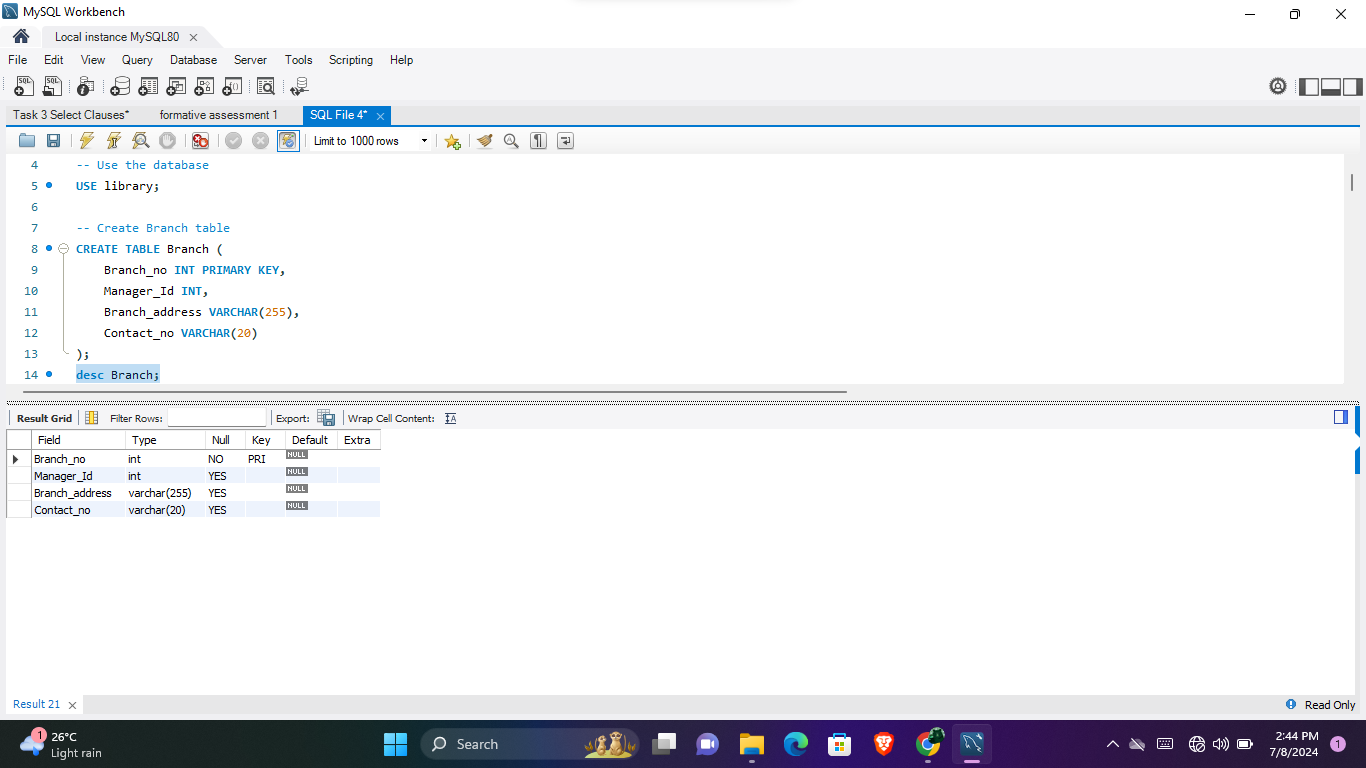 MySQL Workbench
Local instance MySQL80
File Edit View Query Database Server Tools Scripting Help
Task 3 Select Clauses* formative assessment 1 SQL File 4*
Limit to 1000 rows
4 -- Use the database
5 USE library;
6
7 -- Create Branch table
8 CREATE TABLE Branch (
9 Branch_no INT PRIMARY KEY,
10 Manager_Id INT,
11 Branch_address VARCHAR(255),
12 Contact_no VARCHAR(20)
13 );
14 desc Branch;
Result Grid Filter Rows: Export: Wrap Cell Content:
Field Type Null Key Default Extra
Branch_no int NO PRI NULL
Manager_Id int YES NULL
Branch_address varchar(255) YES NULL
Contact_no varchar(20) YES NULL
Result 21 Read Only
1 26°C
Light rain
Search
2:44 PM
7/8/2024
1